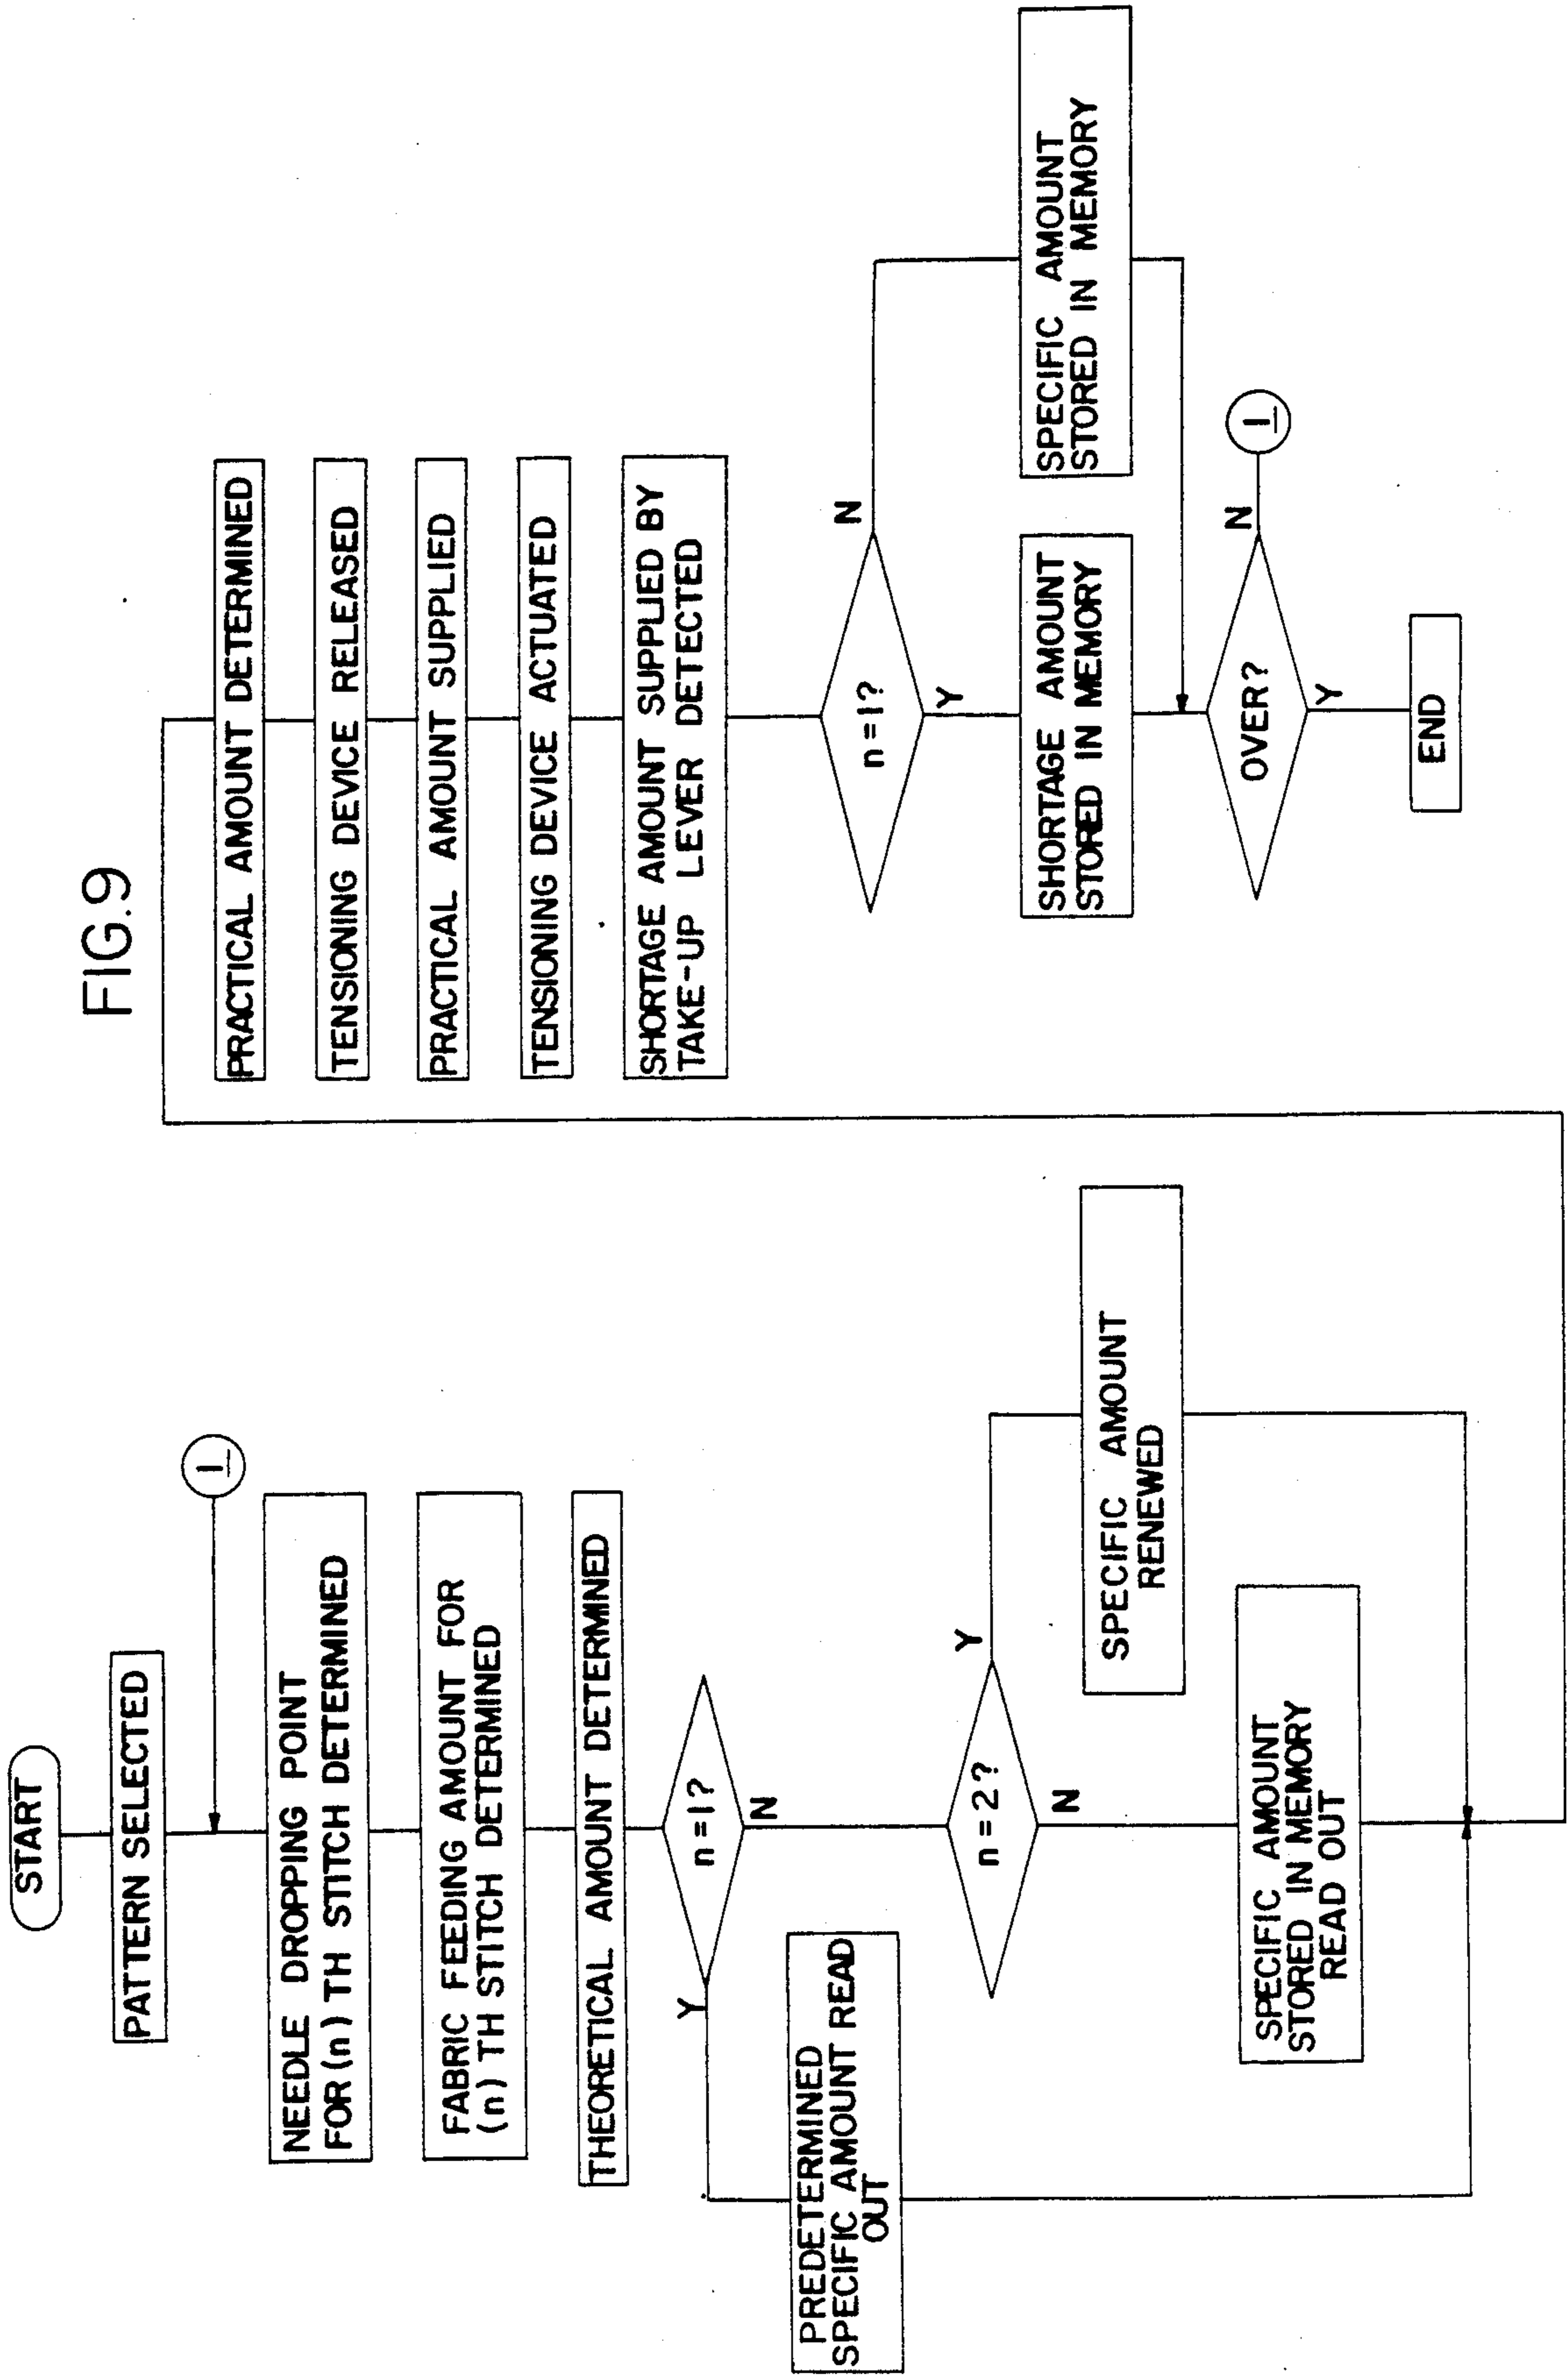 FIG.9
START
PATTERN SELECTED
1
NEEDLE DROPPING POINT
FOR (n) TH STITCH DETERMINED
FABRIC FEEDING AMOUNT FOR
(n) TH STITCH DETERMINED
THEORETICAL AMOUNT DETERMINED
n=1?
Y
N
PREDETERMINED
SPECIFIC AMOUNT READ
OUT
n=2?
Y
N
SPECIFIC AMOUNT
RENEWED
SPECIFIC AMOUNT
STORED IN MEMORY
READ OUT
PRACTICAL AMOUNT DETERMINED
TENSIONING DEVICE RELEASED
PRACTICAL AMOUNT SUPPLIED
TENSIONING DEVICE ACTUATED
SHORTAGE AMOUNT SUPPLIED BY
TAKE-UP LEVER DETECTED
n=1?
N
Y
SHORTAGE AMOUNT
STORED IN MEMORY
SPECIFIC AMOUNT
STORED IN MEMORY
OVER?
N
1
Y
END